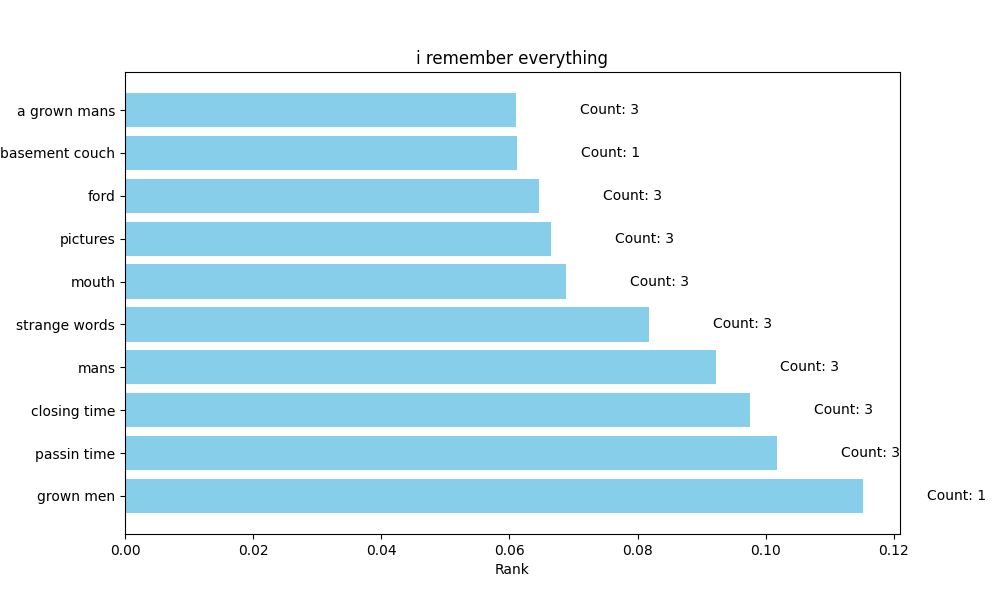 i remember everything
a grown mans Count: 3
basement couch Count: 1
ford Count: 3
pictures Count: 3
mouth Count: 3
strange words Count: 3
mans Count: 3
closing time Count: 3
passin time Count: 3
grown men Count: 1
0.00 0.02 0.04 0.06 0.08 0.10 0.12
Rank